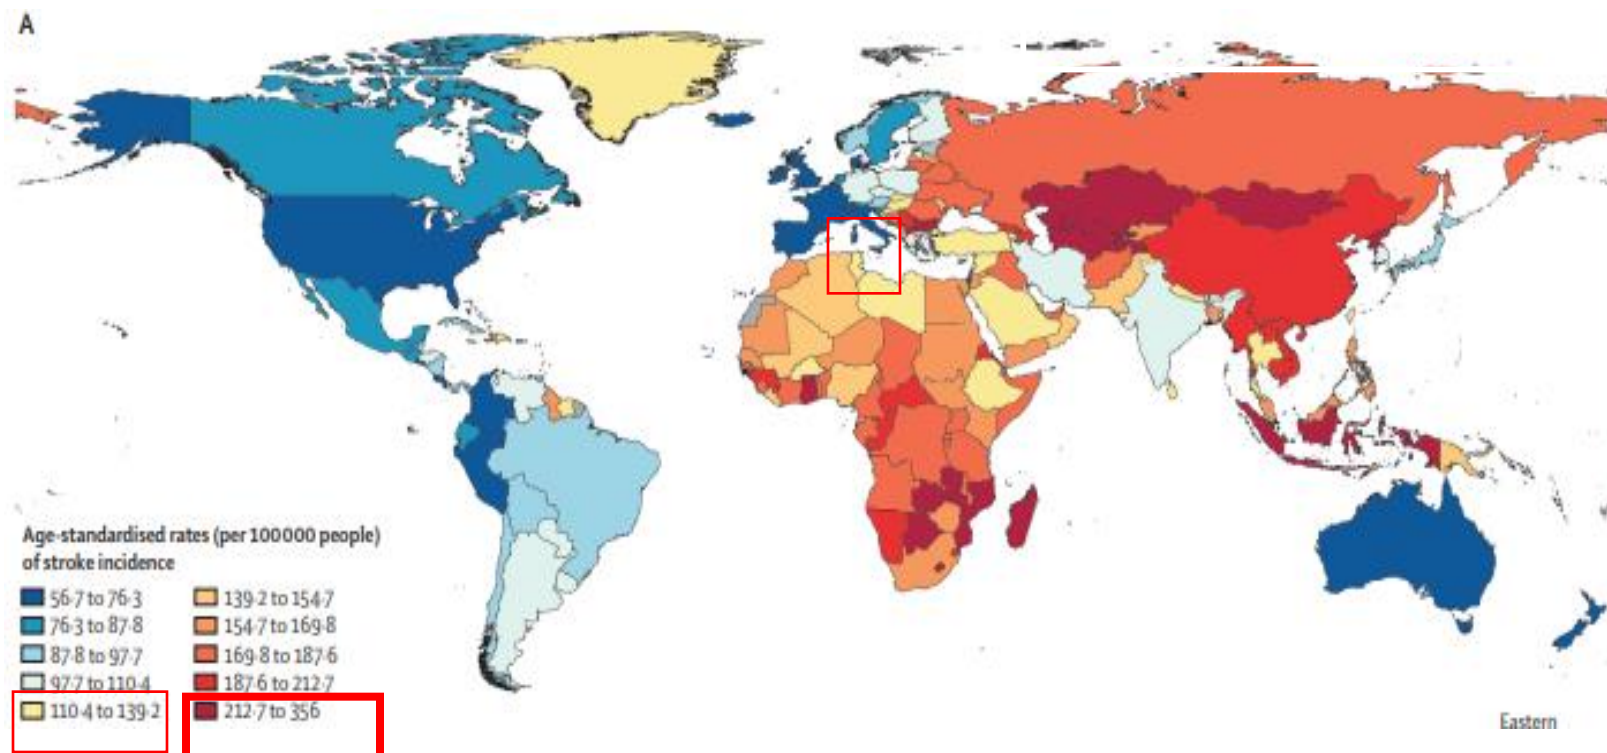 A
Age-standardised rates (per 100000 people)
of stroke incidence
56·7 to 76·3
76·3 to 87·8
87·8 to 97·7
97·7 to 110·4
110·4 to 139·2
139·2 to 154·7
154·7 to 169·8
169·8 to 187·6
187·6 to 212·7
212·7 to 356
Eastern